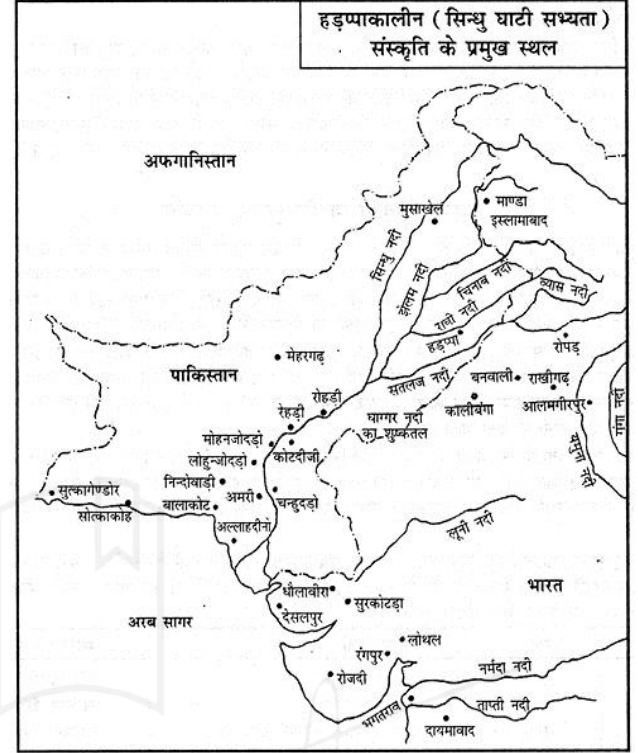 हड़प्पाकालीन ( सिन्धु घाटी सभ्यता )
संस्कृति के प्रमुख स्थल
अफगानिस्तान
मुसाखेल
माण्डा
इस्लामाबाद
सिन्धु नदी
झेलम नदी
चिनाब नदी
व्यास नदी
रावी नदी
हड़प्पा
रोपड़
मेहरगढ़
पाकिस्तान
सतलज नदी
बनवाली
राखीगढ़
रोहड़ी
रेहड़ी
घाग्गर नदी
का शुष्कतल
कालीबंगा
आलमगीरपुर
गंगा नदी
यमुना नदी
मोहनजोदड़ो
कोटदीजी
लोहुन्जोदड़ो
निन्दोवाड़ी
सुत्कागेण्डोर
अमरी
चन्हुदड़ो
सोत्काकोह
बालाकोट
अल्लाहदीनो
लूनी नदी
धौलावीरा
सुरकोटड़ा
देसलपुर
भारत
अरब सागर
लोथल
रंगपुर
रोजदी
नर्मदा नदी
भगतराव
ताप्ती नदी
दायमावाद